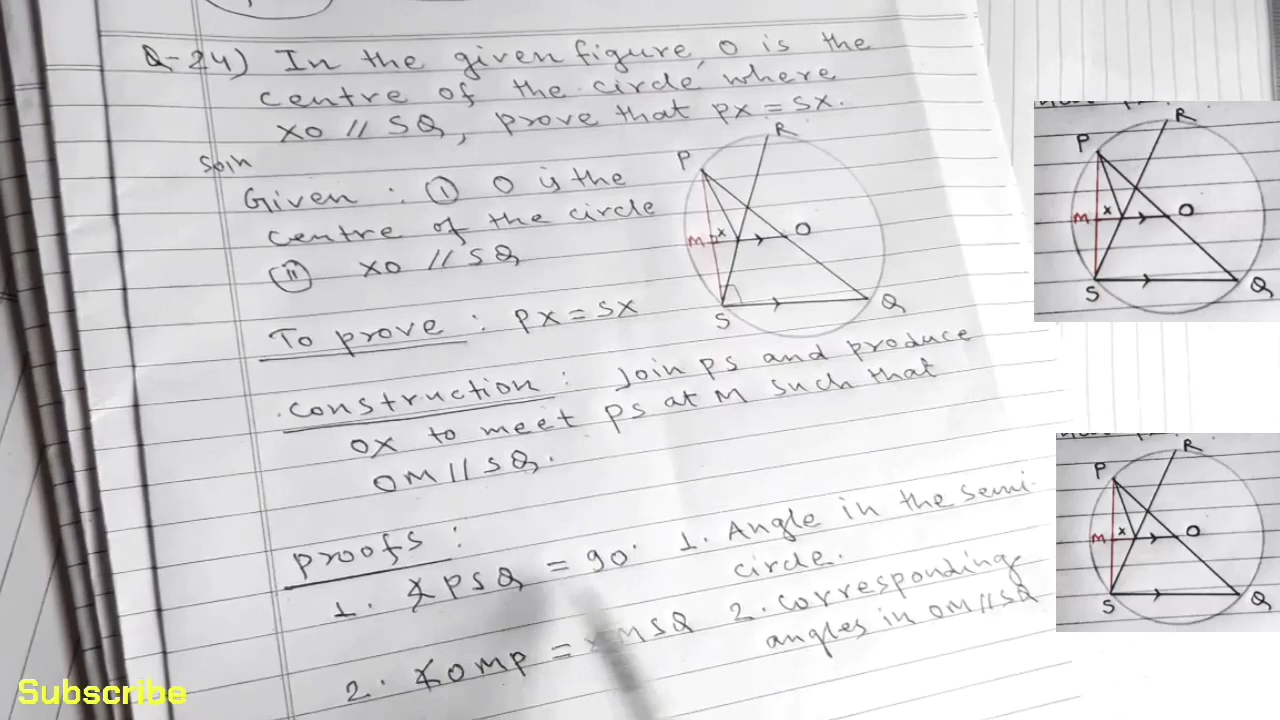 Q-24) In the given figure, O is the
centre of the circle where
XO // SQ, prove that PX = SX.
Soln
Given : (i) O is the
centre of the circle
(ii) XO // SQ
To prove : PX = SX
Construction : Join PS and produce
OX to meet PS at M such that
OM // SQ.
Proofs :
1. ∡PSQ = 90° 1. Angle in the semi-
circle.
2. ∡OMP = ∡MSQ 2. Corresponding
angles in OM//SQ
R
P
M
x
O
S
Q
R
P
M
x
O
S
Q
R
P
M
x
O
S
Q
Subscribe